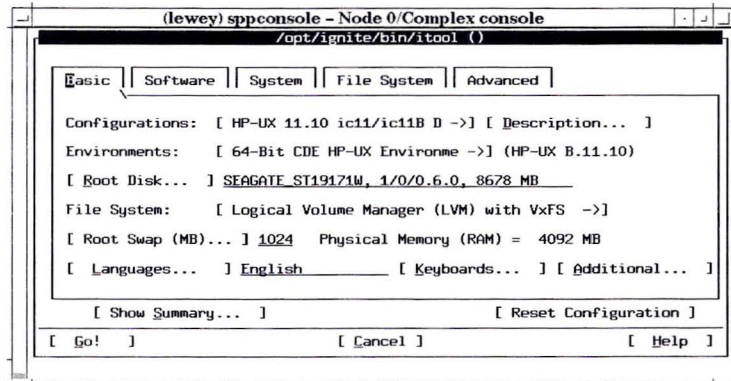 (lewey) sppconsole – Node 0/Complex console
/opt/ignite/bin/itool ()
Basic Software System File System Advanced
Configurations: [ HP-UX 11.10 ic11/ic11B D ->] [ Description... ]
Environments: [ 64-Bit CDE HP-UX Environme ->] (HP-UX B.11.10)
[ Root Disk... ] SEAGATE_ST19171W, 1/0/0.6.0, 8678 MB
File System: [ Logical Volume Manager (LVM) with VxFS ->]
[ Root Swap (MB)... ] 1024 Physical Memory (RAM) = 4092 MB
[ Languages... ] English [ Keyboards... ] [ Additional... ]
[ Show Summary... ] [ Reset Configuration ]
[ Go! ] [ Cancel ] [ Help ]